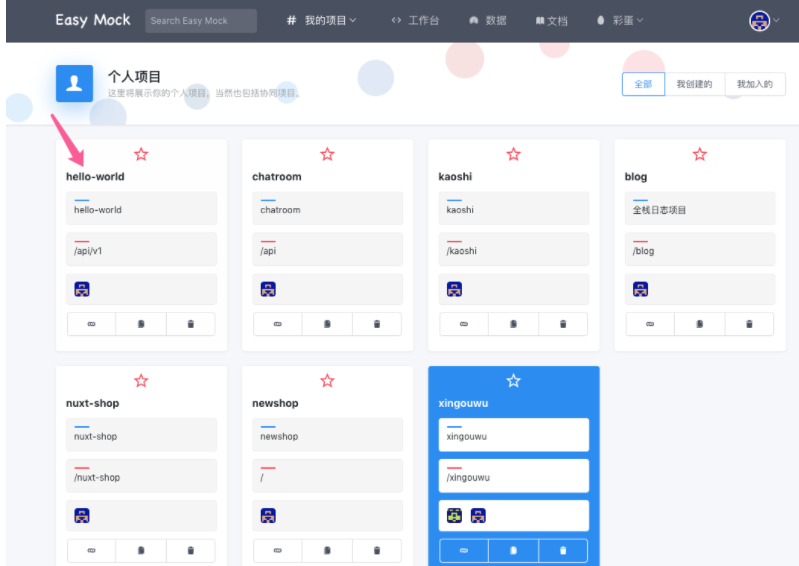 Easy Mock
Search Easy Mock
# 我的项目
工作台
数据
文档
彩蛋
个人项目
这里将展示你的个人项目，当然也包括协同项目。
全部
我创建的
我加入的
hello-world
hello-world
/api/v1
chatroom
chatroom
/api
kaoshi
kaoshi
/kaoshi
blog
全栈日志项目
/blog
nuxt-shop
nuxt-shop
/nuxt-shop
newshop
newshop
/
xingouwu
xingouwu
/xingouwu